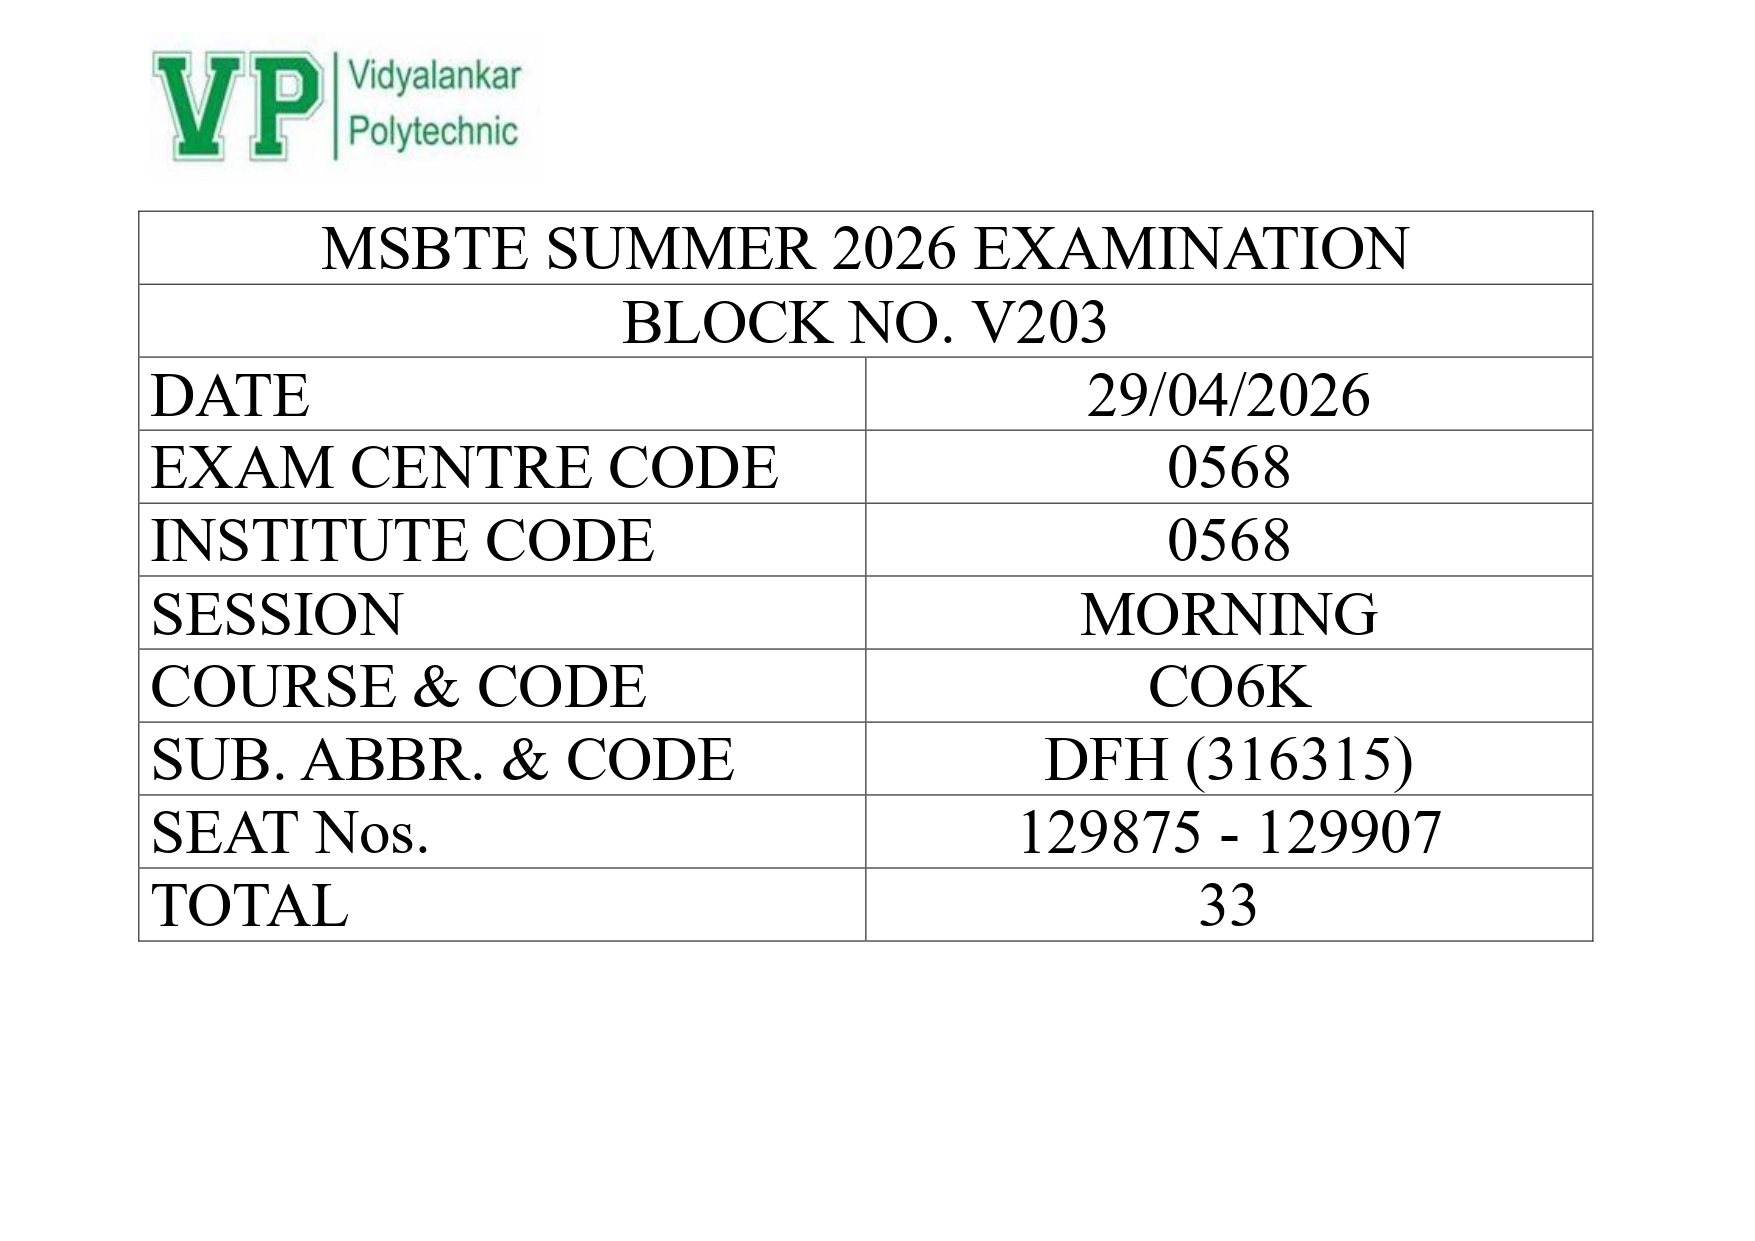 VP
Vidyalankar
Polytechnic
MSBTE SUMMER 2026 EXAMINATION
BLOCK NO. V203
DATE 29/04/2026
EXAM CENTRE CODE 0568
INSTITUTE CODE 0568
SESSION MORNING
COURSE & CODE CO6K
SUB. ABBR. & CODE DFH (316315)
SEAT Nos. 129875 - 129907
TOTAL 33